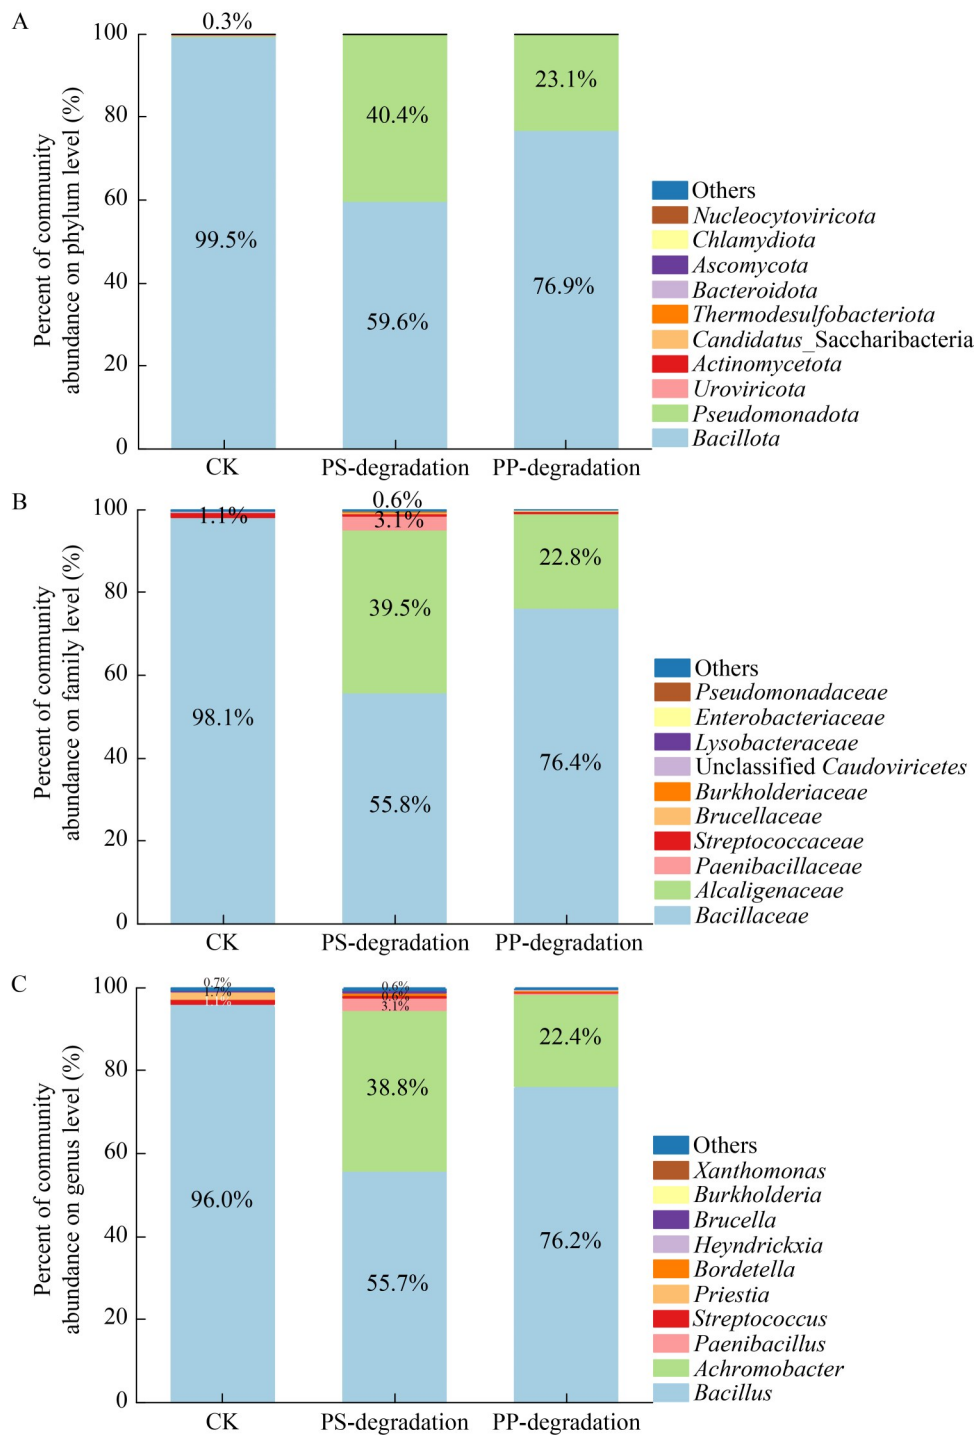 A
0.3%
100
80
60
40
20
0
Percent of community
abundance on phylum level (%)
99.5%
40.4%
59.6%
23.1%
76.9%
CK
PS-degradation
PP-degradation
Others
Nucleocytoviricota
Chlamydiota
Ascomycota
Bacteroidota
Thermodesulfobacteriota
Candidatus_Saccharibacteria
Actinomycetota
Uroviricota
Pseudomonadota
Bacillota
B
100
80
60
40
20
0
Percent of community
abundance on family level (%)
1.1%
98.1%
0.6%
3.1%
39.5%
55.8%
22.8%
76.4%
CK
PS-degradation
PP-degradation
Others
Pseudomonadaceae
Enterobacteriaceae
Lysobacteraceae
Unclassified Caudoviricetes
Burkholderiaceae
Brucellaceae
Streptococcaceae
Paenibacillaceae
Alcaligenaceae
Bacillaceae
C
100
80
60
40
20
0
Percent of community
abundance on genus level (%)
0.7%
1.7%
1.1%
96.0%
0.6%
0.6%
3.1%
38.8%
55.7%
22.4%
76.2%
CK
PS-degradation
PP-degradation
Others
Xanthomonas
Burkholderia
Brucella
Heyndrickxia
Bordetella
Priestia
Streptococcus
Paenibacillus
Achromobacter
Bacillus